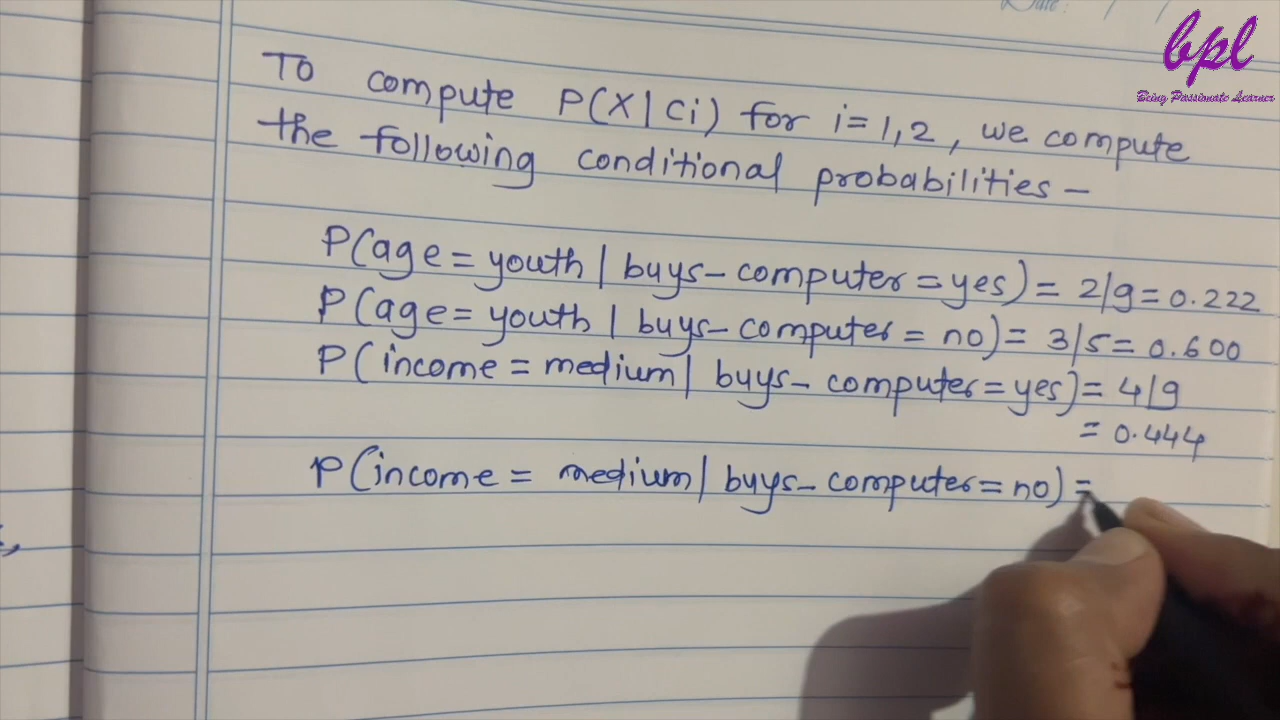 Date: / /
bpl
Being Passionate Learner
To compute P(X|Ci) for i=1,2, we compute
the following conditional probabilities -
P(age = youth | buys-computer = yes) = 2/9 = 0.222
P(age = youth | buys-computer = no) = 3/5 = 0.600
P(income = medium | buys-computer = yes) = 4/9
= 0.444
P(income = medium | buys-computer = no) =